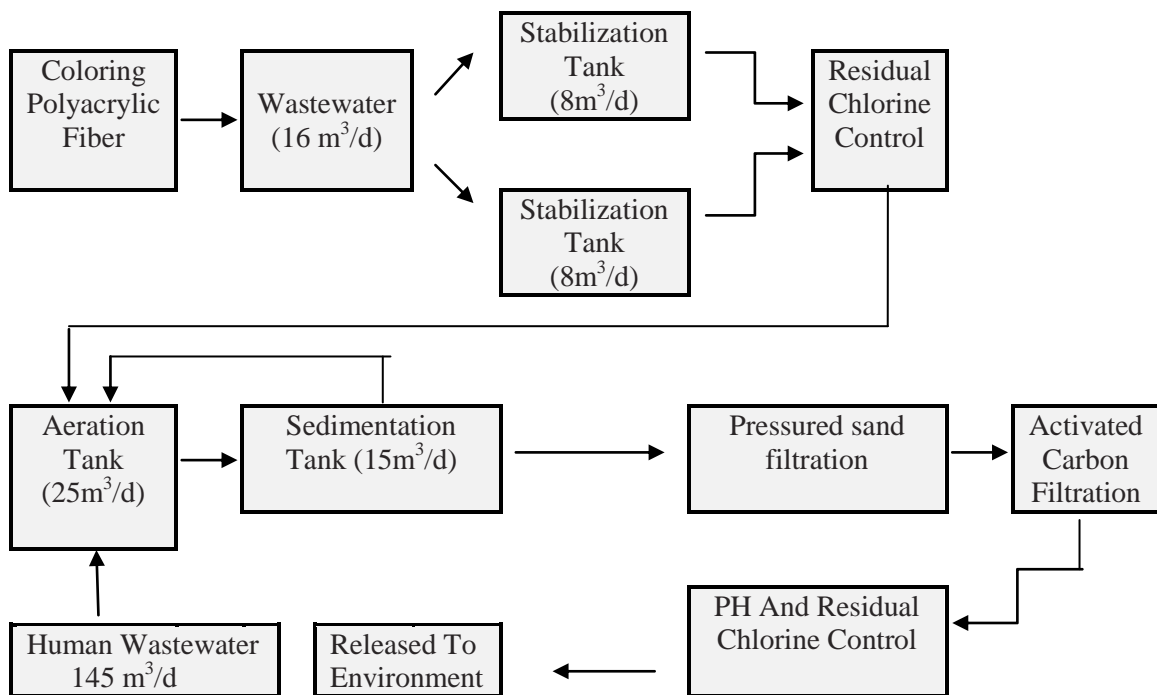 Coloring
Polyacrylic
Fiber
Wastewater
(16 m³/d)
Stabilization
Tank
(8m³/d)
Stabilization
Tank
(8m³/d)
Residual
Chlorine
Control
Aeration
Tank
(25m³/d)
Sedimentation
Tank (15m³/d)
Pressured sand
filtration
Activated
Carbon
Filtration
PH And Residual
Chlorine Control
Human Wastewater
145 m³/d
Released To
Environment